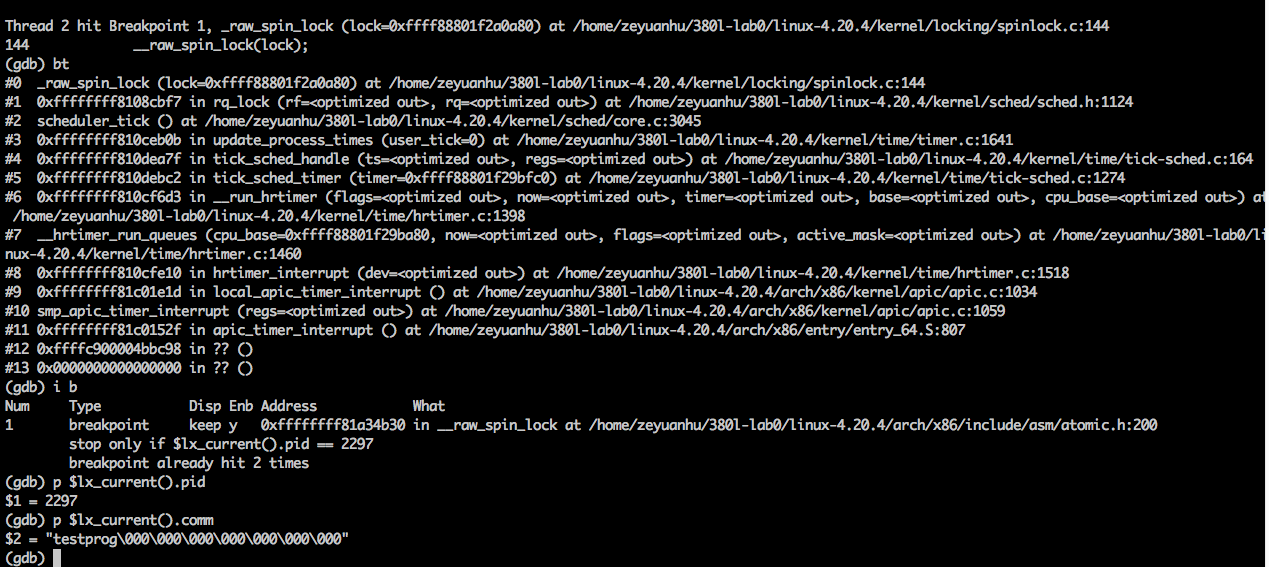 Thread 2 hit Breakpoint 1, _raw_spin_lock (lock=0xffff88801f2a0a80) at /home/zeyuanhu/380l-lab0/linux-4.20.4/kernel/locking/spinlock.c:144
144             __raw_spin_lock(lock);
(gdb) bt
#0  _raw_spin_lock (lock=0xffff88801f2a0a80) at /home/zeyuanhu/380l-lab0/linux-4.20.4/kernel/locking/spinlock.c:144
#1  0xffffffff8108cbf7 in rq_lock (rf=<optimized out>, rq=<optimized out>) at /home/zeyuanhu/380l-lab0/linux-4.20.4/kernel/sched/sched.h:1124
#2  scheduler_tick () at /home/zeyuanhu/380l-lab0/linux-4.20.4/kernel/sched/core.c:3045
#3  0xffffffff810ceb0b in update_process_times (user_tick=0) at /home/zeyuanhu/380l-lab0/linux-4.20.4/kernel/time/timer.c:1641
#4  0xffffffff810dea7f in tick_sched_handle (ts=<optimized out>, regs=<optimized out>) at /home/zeyuanhu/380l-lab0/linux-4.20.4/kernel/time/tick-sched.c:164
#5  0xffffffff810debc2 in tick_sched_timer (timer=0xffff88801f29bfc0) at /home/zeyuanhu/380l-lab0/linux-4.20.4/kernel/time/tick-sched.c:1274
#6  0xffffffff810cf6d3 in __run_hrtimer (flags=<optimized out>, now=<optimized out>, timer=<optimized out>, base=<optimized out>, cpu_base=<optimized out>) at
 /home/zeyuanhu/380l-lab0/linux-4.20.4/kernel/time/hrtimer.c:1398
#7  __hrtimer_run_queues (cpu_base=0xffff88801f29ba80, now=<optimized out>, flags=<optimized out>, active_mask=<optimized out>) at /home/zeyuanhu/380l-lab0/li
nux-4.20.4/kernel/time/hrtimer.c:1460
#8  0xffffffff810cfe10 in hrtimer_interrupt (dev=<optimized out>) at /home/zeyuanhu/380l-lab0/linux-4.20.4/kernel/time/hrtimer.c:1518
#9  0xffffffff81c01e1d in local_apic_timer_interrupt () at /home/zeyuanhu/380l-lab0/linux-4.20.4/arch/x86/kernel/apic/apic.c:1034
#10 smp_apic_timer_interrupt (regs=<optimized out>) at /home/zeyuanhu/380l-lab0/linux-4.20.4/arch/x86/kernel/apic/apic.c:1059
#11 0xffffffff81c0152f in apic_timer_interrupt () at /home/zeyuanhu/380l-lab0/linux-4.20.4/arch/x86/entry/entry_64.S:807
#12 0xffffc900004bbc98 in ?? ()
#13 0x0000000000000000 in ?? ()
(gdb) i b
Num     Type           Disp Enb Address            What
1       breakpoint     keep y   0xffffffff81a34b30 in __raw_spin_lock at /home/zeyuanhu/380l-lab0/linux-4.20.4/arch/x86/include/asm/atomic.h:200
        stop only if $lx_current().pid == 2297
        breakpoint already hit 2 times
(gdb) p $lx_current().pid
$1 = 2297
(gdb) p $lx_current().comm
$2 = "testprog\000\000\000\000\000\000\000"
(gdb)